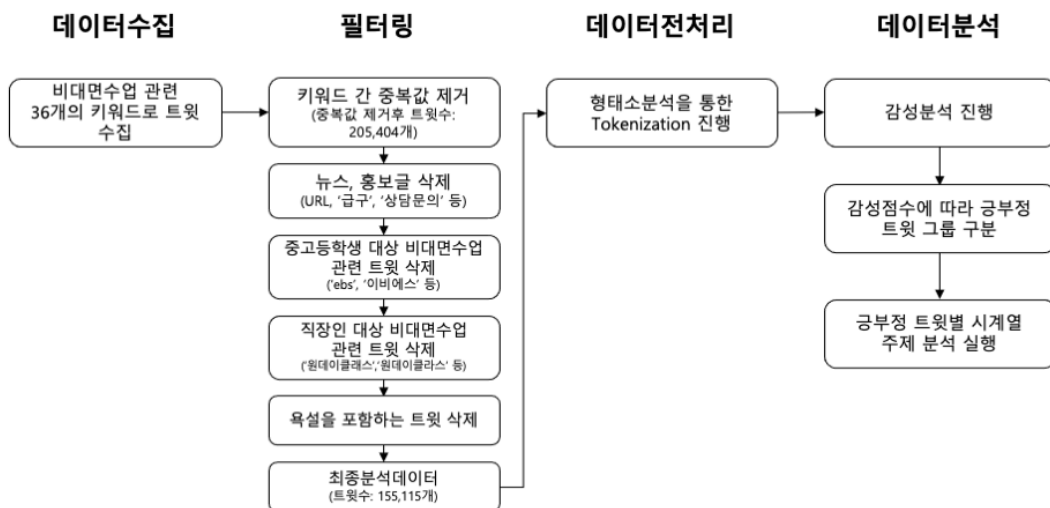 데이터수집
필터링
데이터전처리
데이터분석
비대면수업 관련
36개의 키워드로 트윗
수집
키워드 간 중복값 제거
(중복값 제거후 트윗수:
205,404개)
뉴스, 홍보글 삭제
(URL, ‘급구’, ‘상담문의’ 등)
중고등학생 대상 비대면수업
관련 트윗 삭제
(‘ebs’, ‘이비에스’ 등)
직장인 대상 비대면수업
관련 트윗 삭제
(‘원데이클래스’,‘원데이클라스’ 등)
욕설을 포함하는 트윗 삭제
최종분석데이터
(트윗수: 155,115개)
형태소분석을 통한
Tokenization 진행
감성분석 진행
감성점수에 따라 긍부정
트윗 그룹 구분
긍부정 트윗별 시계열
주제 분석 실행